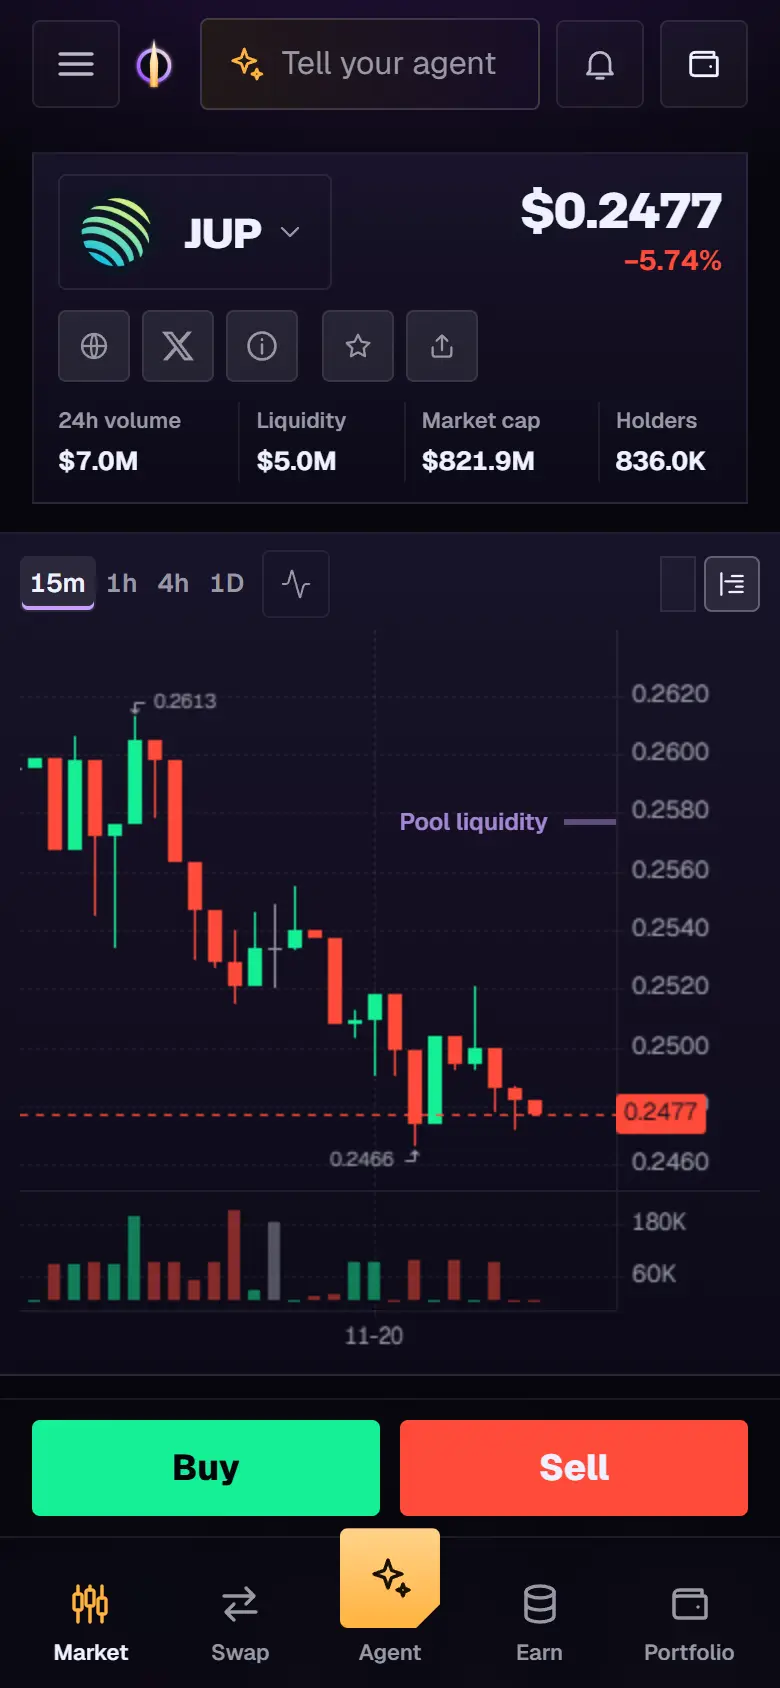 Tell your agent
JUP
$0.2477
−5.74%
24h volume
$7.0M
Liquidity
$5.0M
Market cap
$821.9M
Holders
836.0K
15m 1h 4h 1D
0.2613
0.2620
0.2600
Pool liquidity
0.2580
0.2560
0.2540
0.2520
0.2500
0.2477
0.2466
0.2460
180K
60K
11-20
Buy
Sell
Market
Swap
Agent
Earn
Portfolio